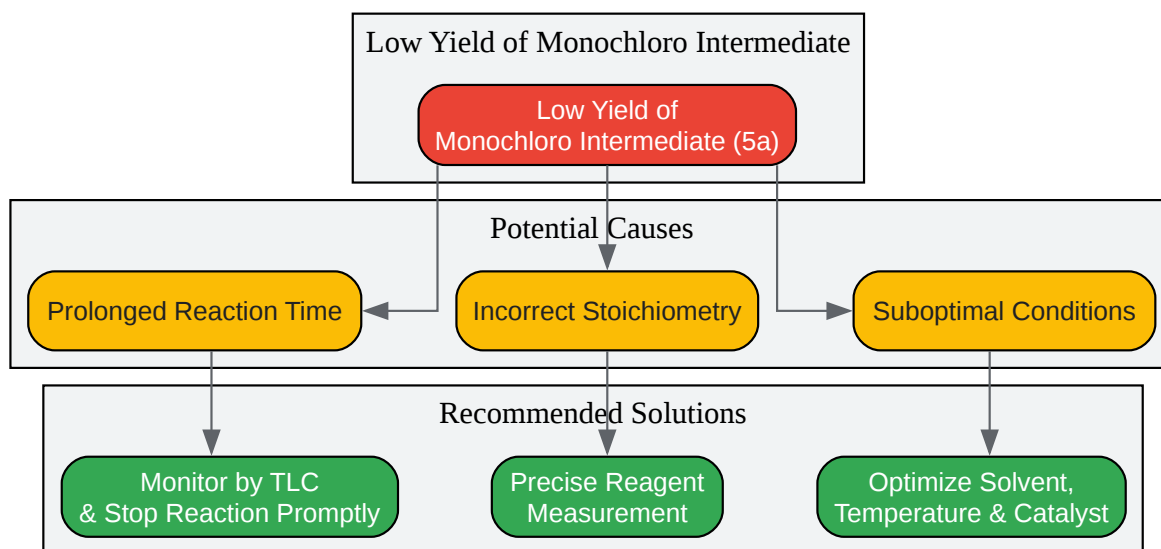 Low Yield of Monochloro Intermediate
Low Yield of
Monochloro Intermediate (5a)
Potential Causes
Prolonged Reaction Time
Incorrect Stoichiometry
Suboptimal Conditions
Recommended Solutions
Monitor by TLC
& Stop Reaction Promptly
Precise Reagent
Measurement
Optimize Solvent,
Temperature & Catalyst